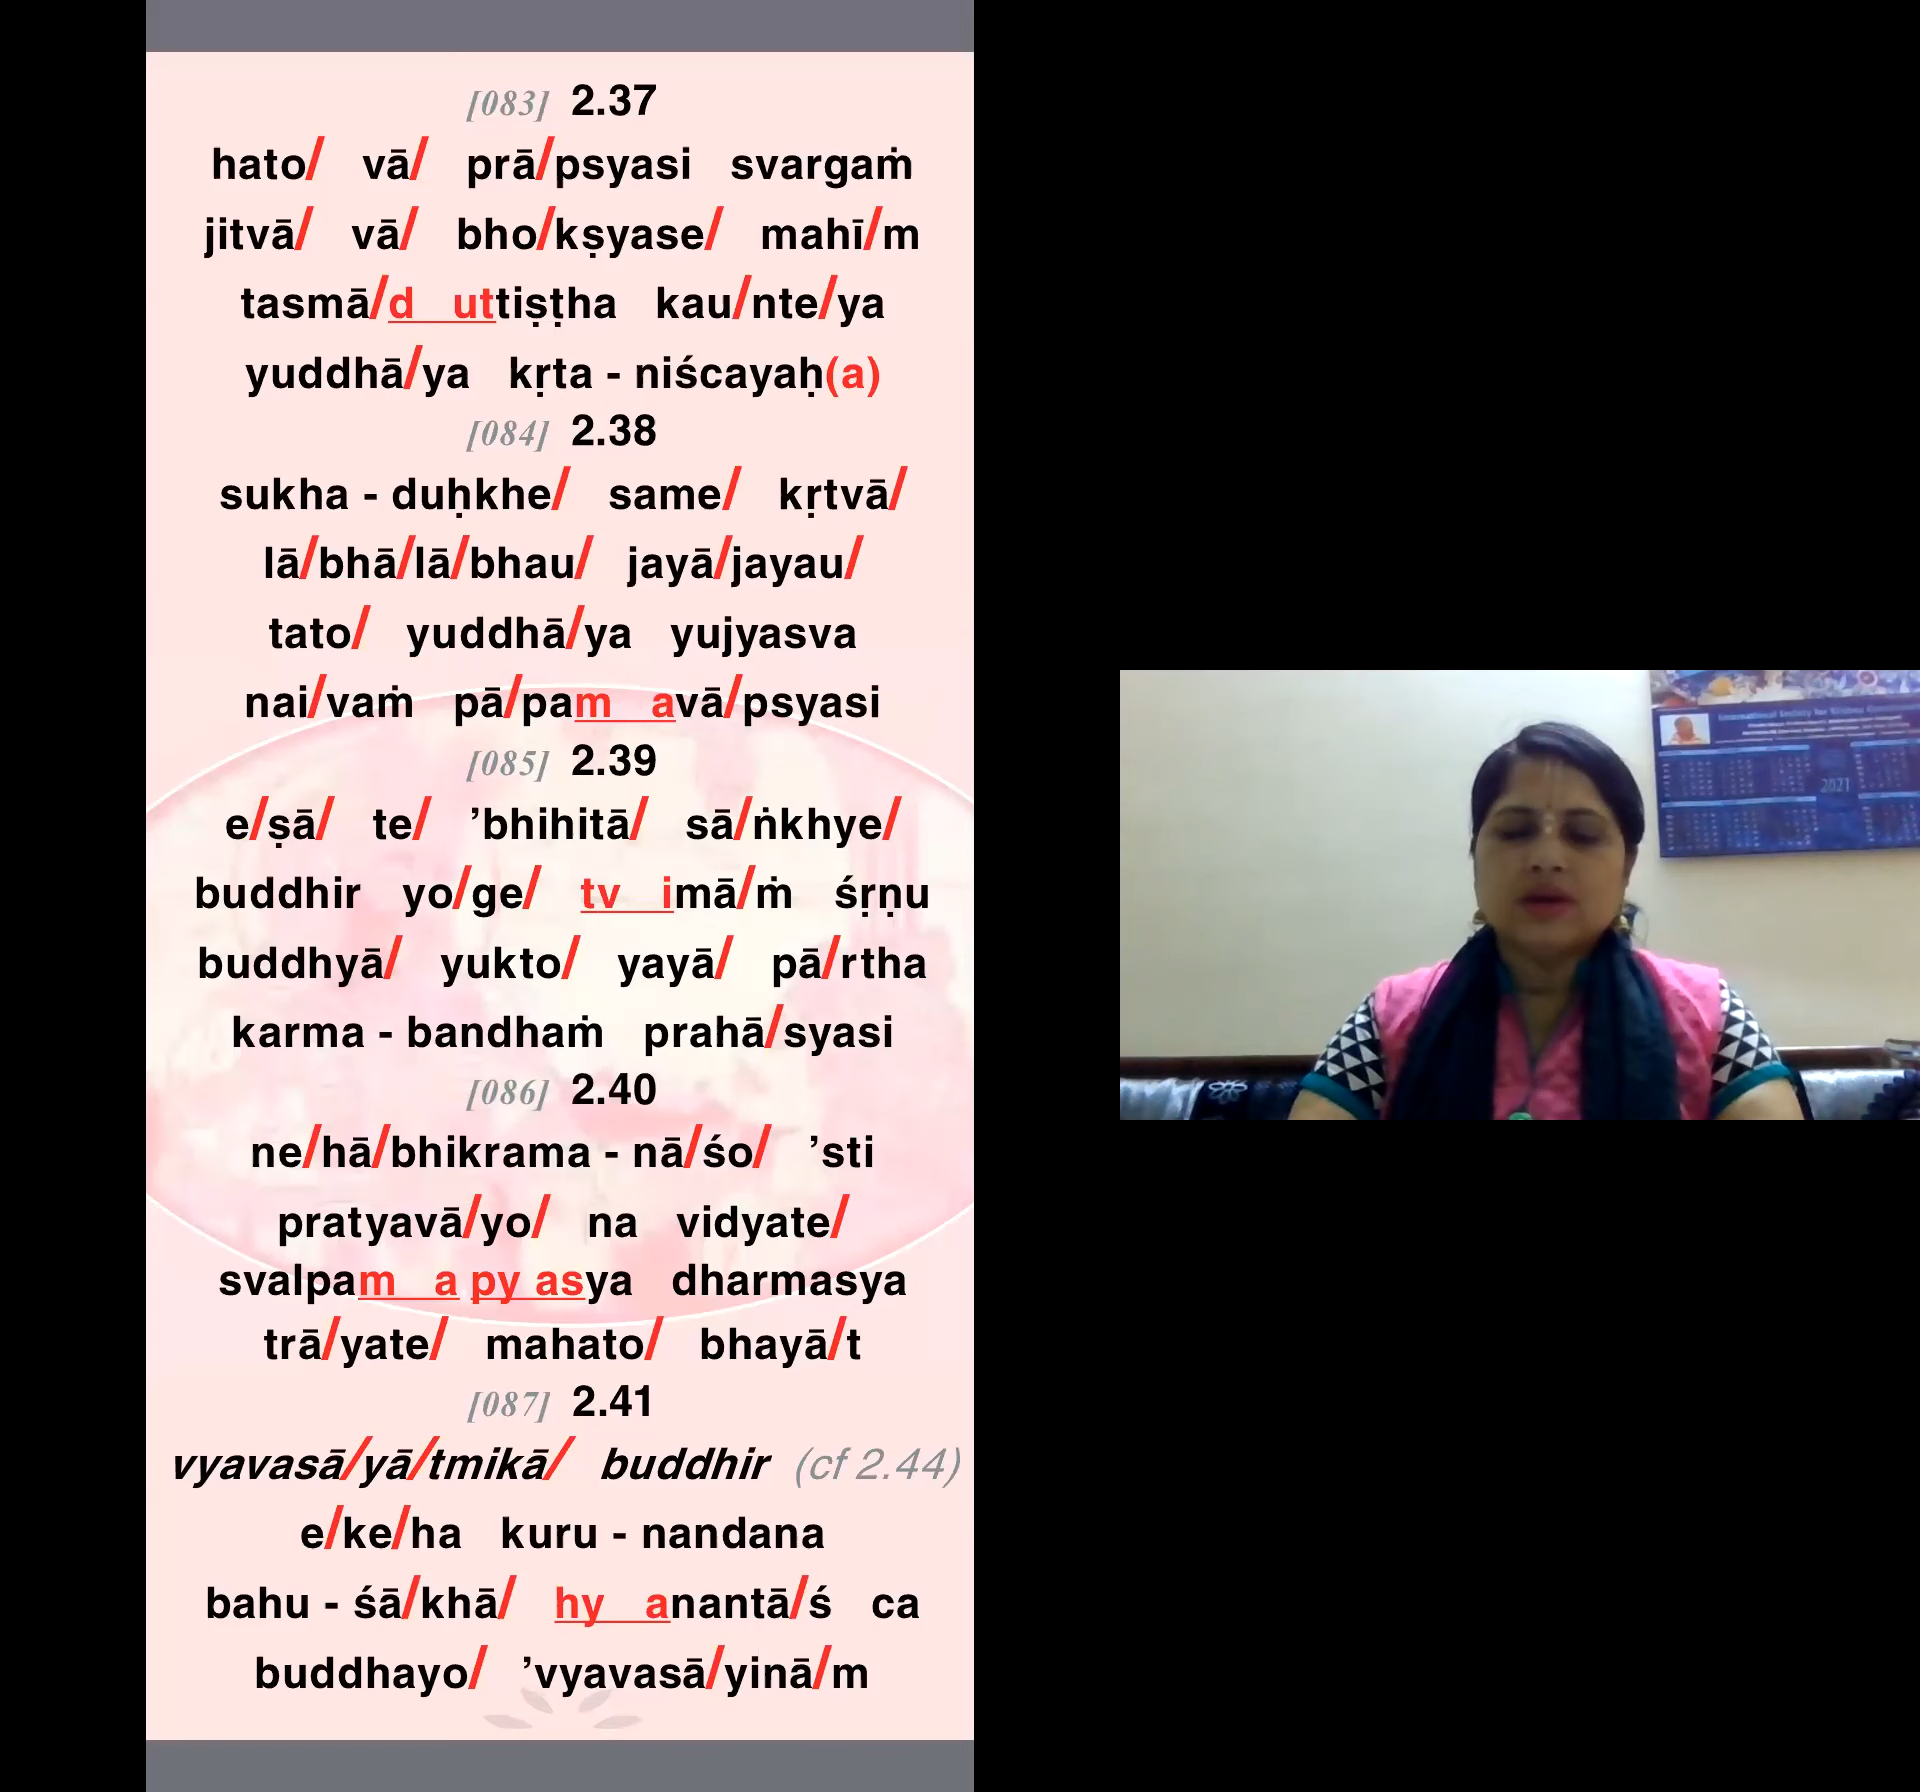 [083] 2.37
hato/ vā/ prā/psyasi svargaṁ
jitvā/ vā/ bho/kṣyase/ mahī/m
tasmā/d uttiṣṭha kau/nte/ya
yuddhā/ya kṛta - niścayaḥ(a)
[084] 2.38
sukha - duḥkhe/ same/ kṛtvā/
lā/bhā/lā/bhau/ jayā/jayau/
tato/ yuddhā/ya yujyasva
nai/vaṁ pā/pam avā/psyasi
[085] 2.39
e/ṣā/ te/ ’bhihitā/ sā/ṅkhye/
buddhir yo/ge/ tv imā/ṁ śṛṇu
buddhyā/ yukto/ yayā/ pā/rtha
karma - bandhaṁ prahā/syasi
[086] 2.40
ne/hā/bhikrama - nā/śo/ ’sti
pratyavā/yo/ na vidyate/
svalpam a py asya dharmasya
trā/yate/ mahato/ bhayā/t
[087] 2.41
vyavasā/yā/tmikā/ buddhir (cf 2.44)
e/ke/ha kuru - nandana
bahu - śā/khā/ hy anantā/ś ca
buddhayo/ ’vyavasā/yinā/m
International Society for Krishna
2021